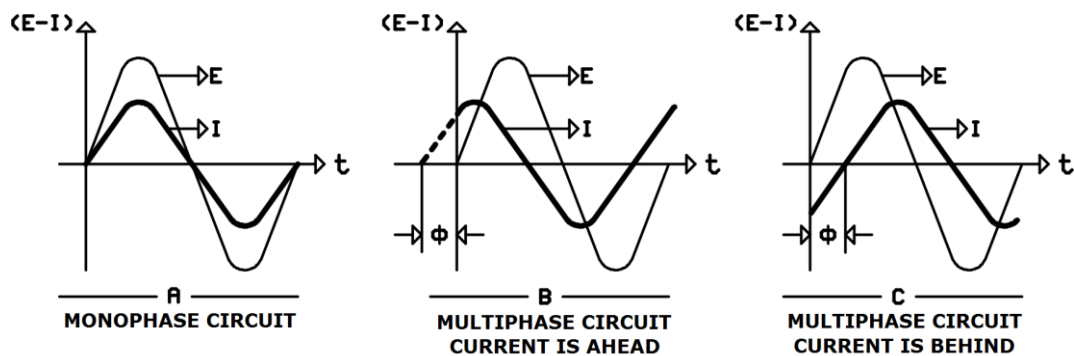 (E-I)
E
I
t
A
MONOPHASE CIRCUIT
(E-I)
E
I
t
Φ
B
MULTIPHASE CIRCUIT
CURRENT IS AHEAD
(E-I)
E
I
t
Φ
C
MULTIPHASE CIRCUIT
CURRENT IS BEHIND